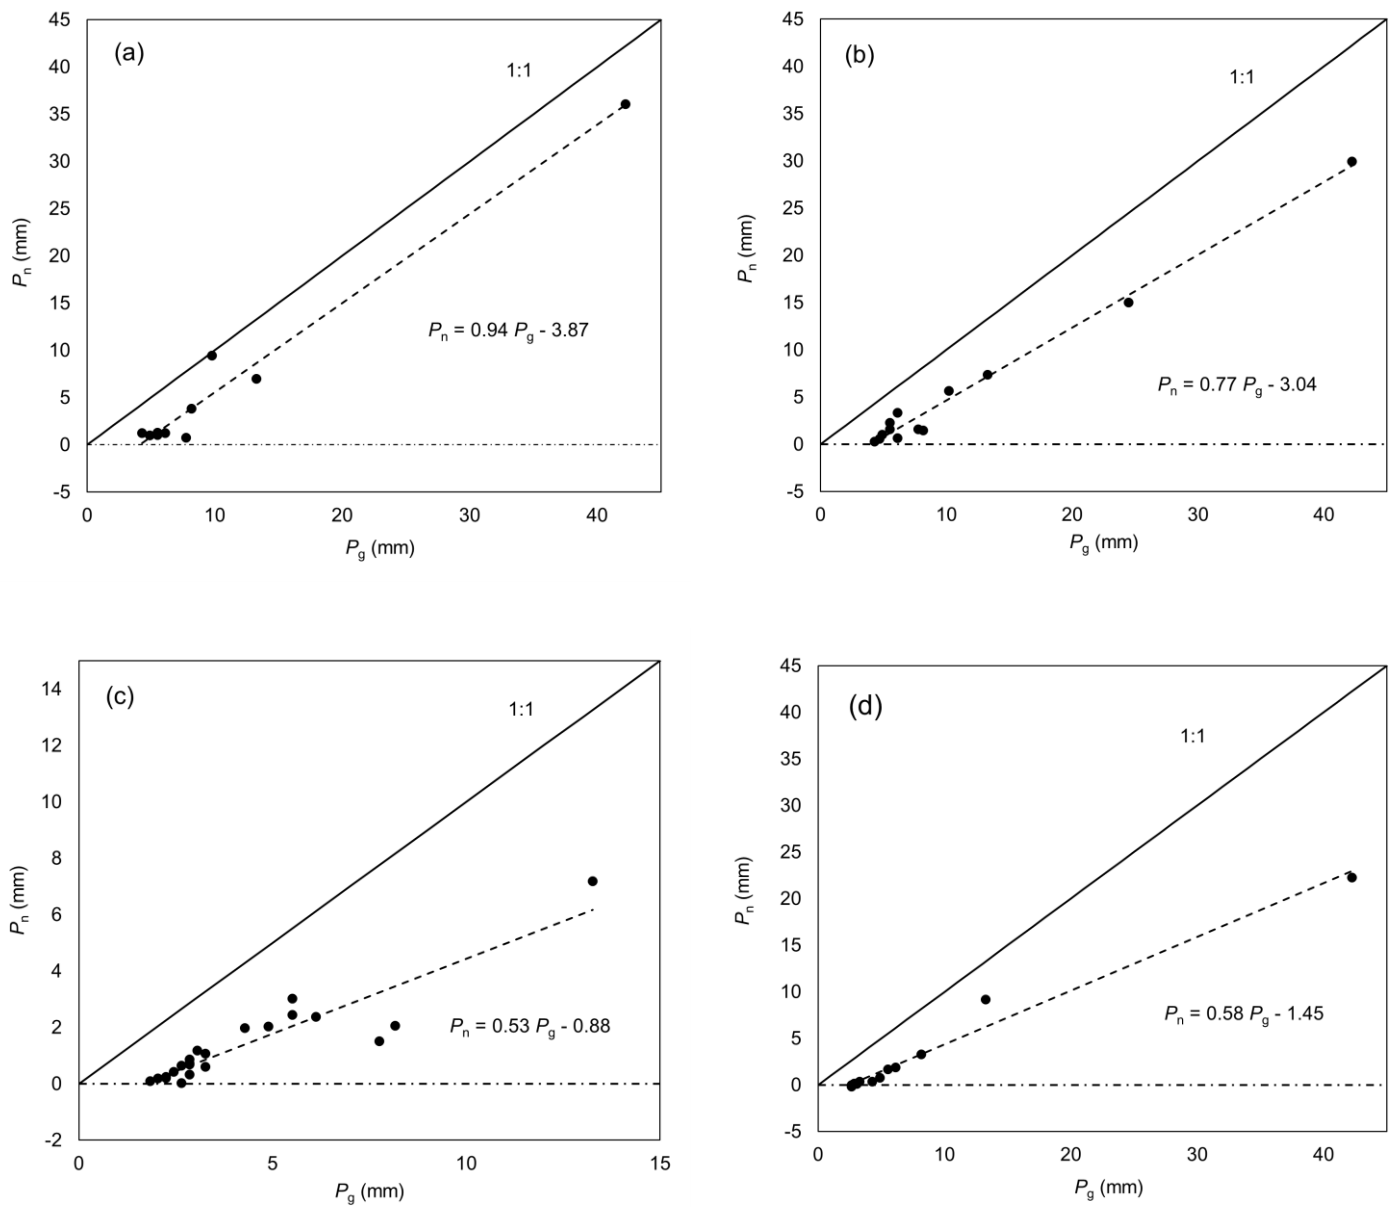 (a)
1:1
45
40
35
30
25
20
15
10
5
0
-5
Pn (mm)
Pn = 0.94 Pg - 3.87
0 10 20 30 40
Pg (mm)
(b)
1:1
45
40
35
30
25
20
15
10
5
0
-5
Pn (mm)
Pn = 0.77 Pg - 3.04
0 10 20 30 40
Pg (mm)
(c)
1:1
14
12
10
8
6
4
2
0
-2
Pn (mm)
Pn = 0.53 Pg - 0.88
0 5 10 15
Pg (mm)
(d)
1:1
45
40
35
30
25
20
15
10
5
0
-5
Pn (mm)
Pn = 0.58 Pg - 1.45
0 10 20 30 40
Pg (mm)